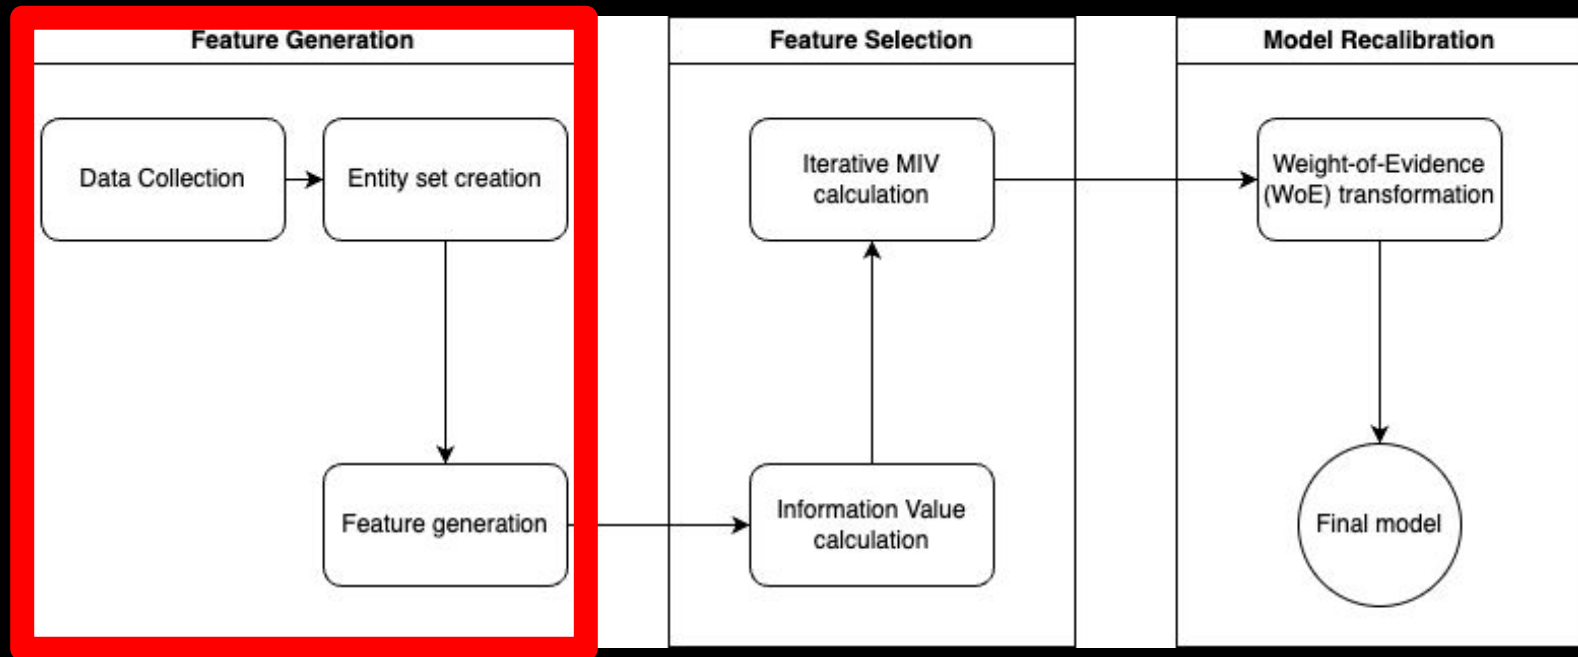 Feature Generation
Data Collection
Entity set creation
Feature generation
Feature Selection
Iterative MIV
calculation
Information Value
calculation
Model Recalibration
Weight-of-Evidence
(WoE) transformation
Final model